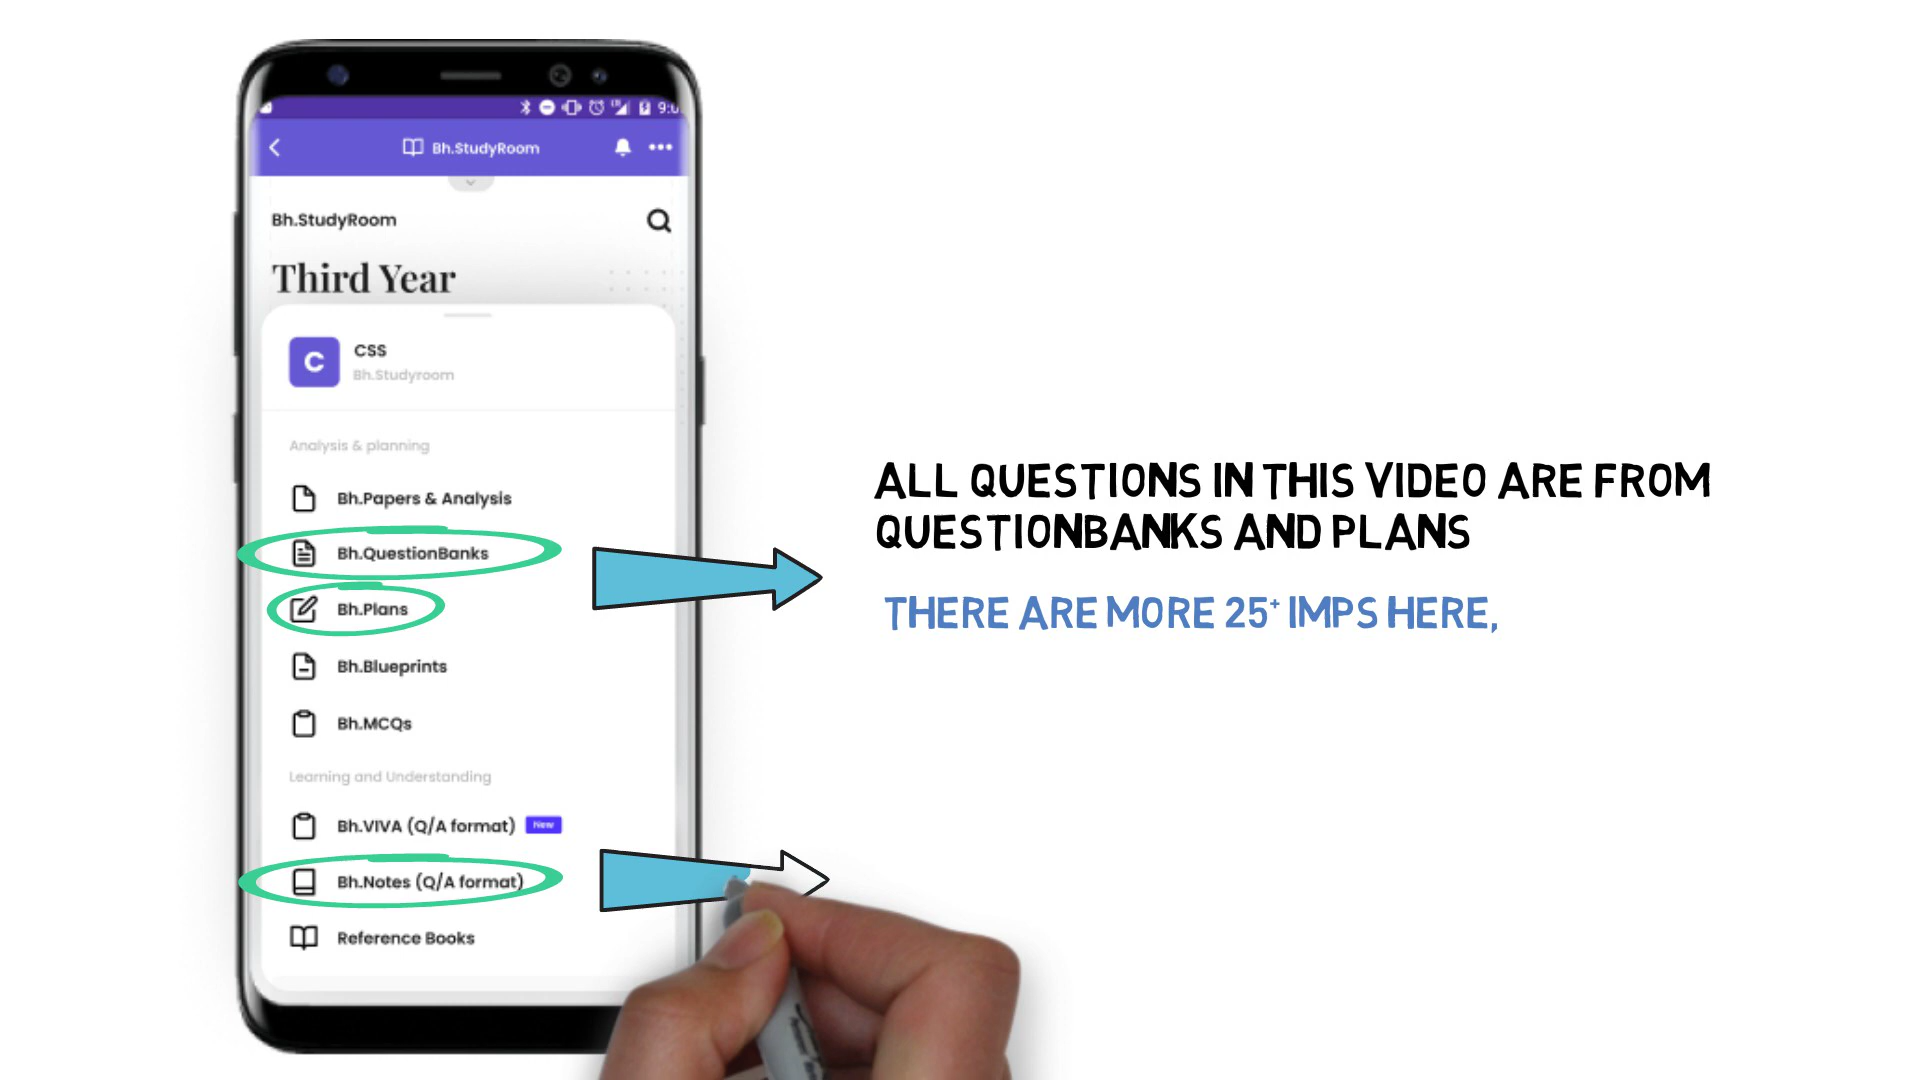 9:0
Bh.StudyRoom
Bh.StudyRoom
Third Year
C
CSS
Bh.Studyroom
Analysis & planning
Bh.Papers & Analysis
Bh.QuestionBanks
Bh.Plans
Bh.Blueprints
Bh.MCQs
Learning and Understanding
Bh.VIVA (Q/A format) New
Bh.Notes (Q/A format)
Reference Books
ALL QUESTIONS IN THIS VIDEO ARE FROM
QUESTIONBANKS AND PLANS
THERE ARE MORE 25+ IMPS HERE,